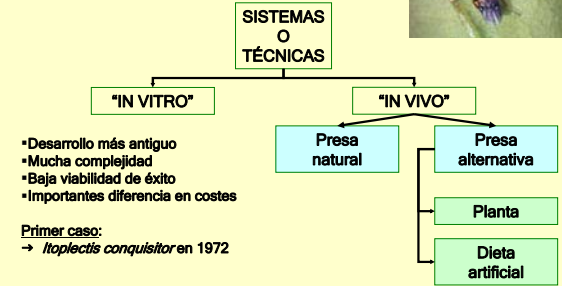 SISTEMAS
O
TÉCNICAS
“IN VITRO”
“IN VIVO”
▪Desarrollo más antiguo
▪Mucha complejidad
▪Baja viabilidad de éxito
▪Importantes diferencia en costes
Primer caso:
➔ Itoplectis conquisitor en 1972
Presa
natural
Presa
alternativa
Planta
Dieta
artificial